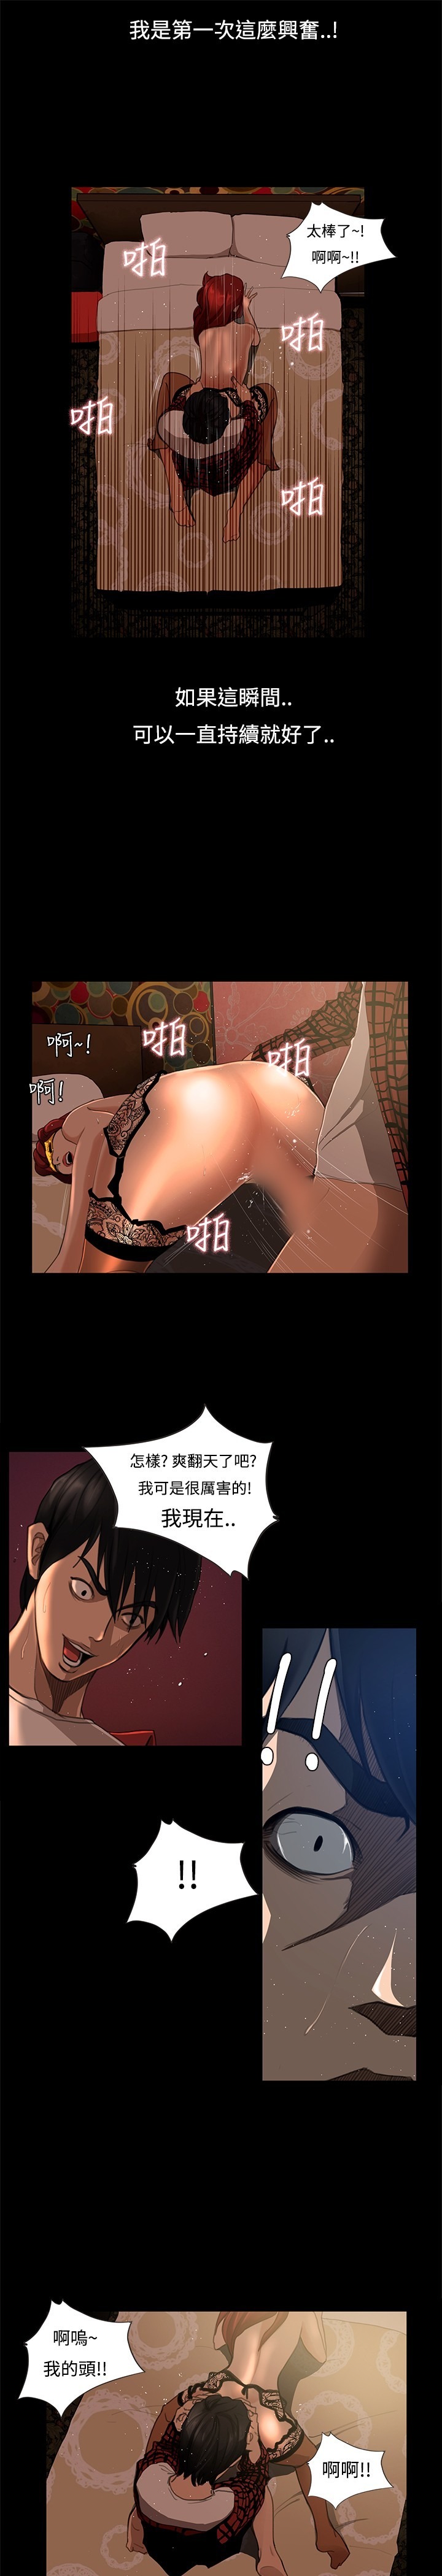 我是第一次這麼興奮..!
太棒了~!
啊啊~!!
啪
啪
啪
啪
如果這瞬間..
可以一直持續就好了..
啊~!
啊!
啪
啪
啪
怎樣? 爽翻天了吧?
我可是很厲害的!
我現在..
!!
!!
啊嗚~
我的頭!!
啊啊!!